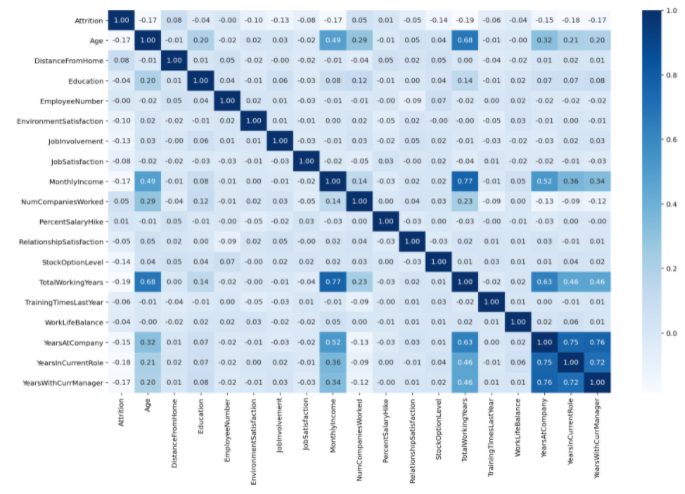 Attrition 1.00 -0.17 0.08 -0.04 -0.00 -0.10 -0.13 -0.08 -0.17 0.05 0.01 -0.05 -0.14 -0.19 -0.06 -0.04 -0.15 -0.18 -0.17
Age -0.17 1.00 -0.01 0.20 -0.02 0.02 0.03 -0.02 0.49 0.29 -0.01 0.05 0.04 0.68 -0.01 -0.00 0.32 0.21 0.20
DistanceFromHome 0.08 -0.01 1.00 0.01 0.05 -0.02 -0.00 -0.02 -0.01 -0.04 0.05 0.02 0.05 0.00 -0.04 -0.02 0.01 0.02 0.01
Education -0.04 0.20 0.01 1.00 0.04 -0.01 0.06 -0.03 0.08 0.12 -0.01 0.00 0.04 0.14 -0.01 0.02 0.07 0.07 0.08
EmployeeNumber -0.00 -0.02 0.05 0.04 1.00 0.02 0.01 -0.03 -0.01 -0.01 -0.00 -0.09 0.07 -0.02 0.00 0.02 -0.02 -0.02 -0.02
EnvironmentSatisfaction -0.10 0.02 -0.02 -0.01 0.02 1.00 0.01 -0.01 -0.00 0.02 -0.05 0.02 -0.00 -0.00 -0.05 0.03 -0.01 0.00 -0.01
JobInvolvement -0.13 0.03 -0.00 0.06 0.01 0.01 1.00 -0.03 -0.01 0.03 -0.02 0.05 0.02 0.01 0.03 -0.02 -0.03 0.02 0.03
JobSatisfaction -0.08 -0.02 -0.02 -0.03 -0.03 -0.01 -0.03 1.00 -0.02 -0.05 0.03 -0.00 0.02 -0.04 0.01 -0.02 -0.02 -0.01 -0.03
MonthlyIncome -0.17 0.49 -0.01 0.08 -0.01 0.00 -0.01 -0.02 1.00 0.14 -0.03 0.02 0.02 0.77 -0.01 0.05 0.52 0.36 0.34
NumCompaniesWorked 0.05 0.29 -0.04 0.12 -0.01 0.02 0.03 -0.05 0.14 1.00 0.00 0.04 0.03 0.23 -0.09 0.00 -0.13 -0.09 -0.12
PercentSalaryHike 0.01 -0.01 0.05 -0.01 -0.00 -0.05 -0.02 0.03 -0.03 0.00 1.00 -0.03 0.00 -0.03 -0.00 -0.01 -0.03 -0.00 -0.00
RelationshipSatisfaction -0.05 0.05 0.02 0.00 -0.09 0.02 0.05 -0.00 0.02 0.04 -0.03 1.00 -0.03 0.02 0.01 0.01 0.03 -0.01 -0.01
StockOptionLevel -0.14 0.04 0.05 0.04 0.07 -0.00 0.02 0.02 0.02 0.03 0.00 -0.03 1.00 0.01 0.03 0.01 0.01 0.04 0.02
TotalWorkingYears -0.19 0.68 0.00 0.14 -0.02 -0.00 0.01 -0.04 0.77 0.23 -0.03 0.02 0.01 1.00 -0.02 0.02 0.63 0.46 0.46
TrainingTimesLastYear -0.06 -0.01 -0.04 -0.01 0.00 -0.05 -0.03 0.01 0.01 -0.09 -0.00 0.01 0.03 -0.02 1.00 0.01 0.00 -0.01 0.01
WorkLifeBalance -0.04 -0.00 -0.02 0.02 0.02 0.03 -0.02 -0.02 0.05 0.00 -0.01 0.01 0.01 0.02 0.01 1.00 0.02 0.06 0.01
YearsAtCompany -0.15 0.32 0.01 0.07 -0.02 -0.01 -0.03 -0.02 0.52 -0.13 -0.03 0.03 0.01 0.63 0.00 0.02 1.00 0.75 0.76
YearsInCurrentRole -0.18 0.21 0.02 0.07 -0.02 0.00 0.02 -0.01 0.36 -0.09 0.00 -0.01 0.04 0.46 -0.01 0.06 0.75 1.00 0.72
YearsWithCurrManager -0.17 0.20 0.01 0.08 -0.02 -0.01 0.03 -0.03 0.34 -0.12 -0.00 0.01 0.02 0.46 -0.01 0.01 0.76 0.72 1.00
Attrition
Age
DistanceFromHome
Education
EmployeeNumber
EnvironmentSatisfaction
JobInvolvement
JobSatisfaction
MonthlyIncome
NumCompaniesWorked
PercentSalaryHike
RelationshipSatisfaction
StockOptionLevel
TotalWorkingYears
TrainingTimesLastYear
WorkLifeBalance
YearsAtCompany
YearsInCurrentRole
YearsWithCurrManager
1.0
0.8
0.6
0.4
0.2
0.0